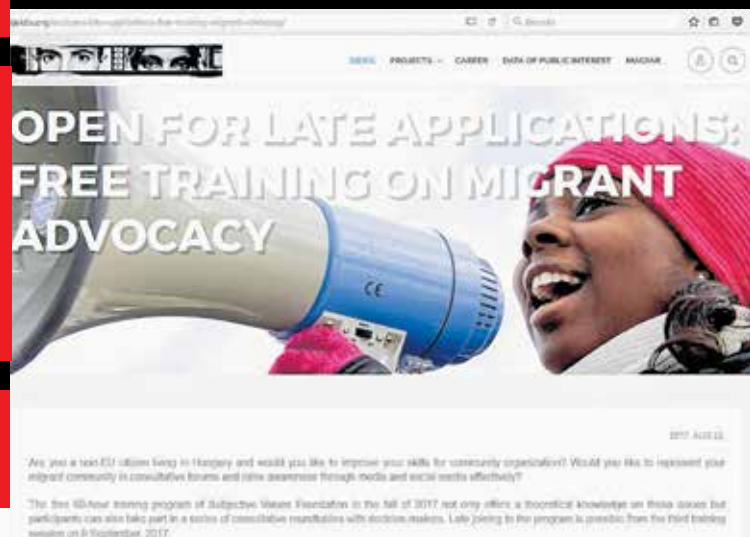 NEWS PROJECTS CAREER DATA OF PUBLIC INTEREST MAGYAR
OPEN FOR LATE APPLICATIONS:
FREE TRAINING ON MIGRANT
ADVOCACY
CE
Are you a non-EU citizen living in Hungary and would you like to improve your skills for community organization? Would you like to represent your
migrant community in consultative forums and raise awareness through media and social media effectively?
The free 60-hour training program of Subjective Values Foundation in the fall of 2017 not only offers a theoretical knowledge on these issues but
participants can also take part in a series of consultative roundtables with decision makers. Late joining to the program is possible from the third training
session on 9 September, 2017.